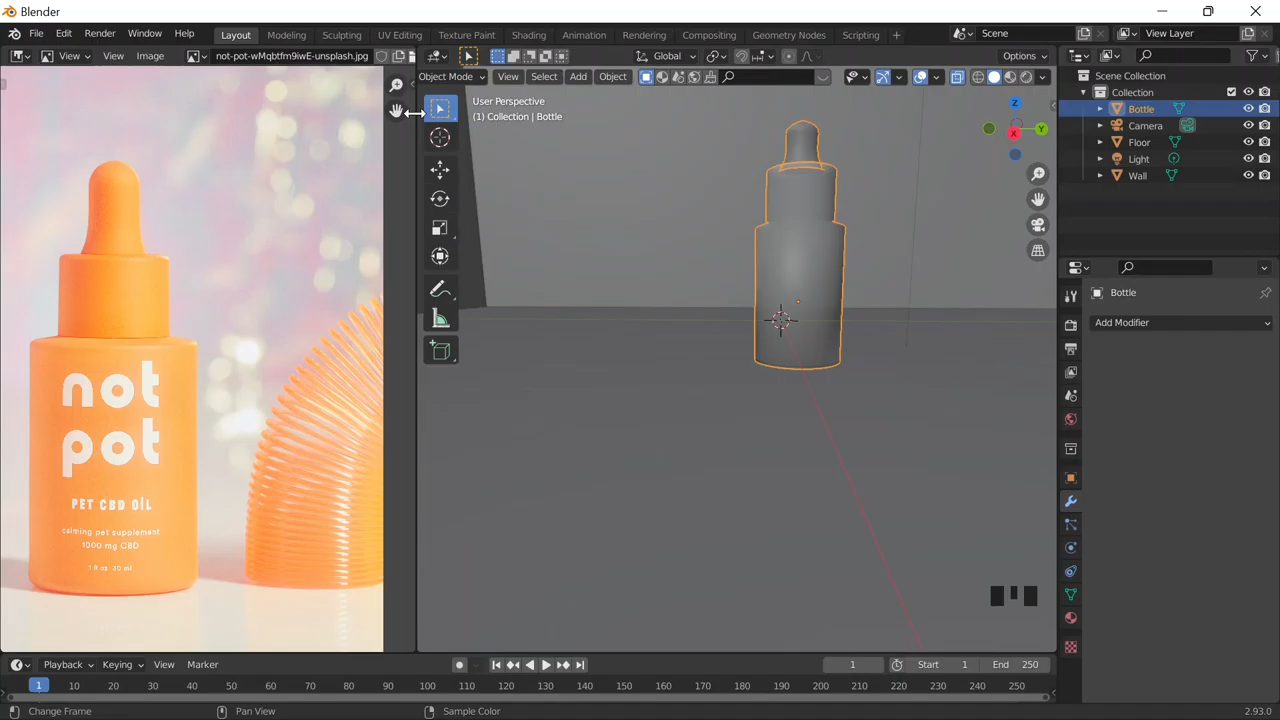 Blender
File Edit Render Window Help Layout Modeling Sculpting UV Editing Texture Paint Shading Animation Rendering Compositing Geometry Nodes Scripting + Scene View Layer
View View Image not-pot-wMqbtfm9iwE-unsplash.jpg Global Options
Object Mode View Select Add Object
User Perspective
(1) Collection | Bottle
Z
Y
X
Scene Collection
Collection
Bottle
Camera
Floor
Light
Wall
Bottle
Add Modifier
not
pot
PET CBD OIL
calming pet supplement
1000 mg CBD
1 fl oz 30 ml
Playback Keying View Marker 1 Start 1 End 250
1 10 20 30 40 50 60 70 80 90 100 110 120 130 140 150 160 170 180 190 200 210 220 230 240 250
Change Frame Pan View Sample Color 2.93.0